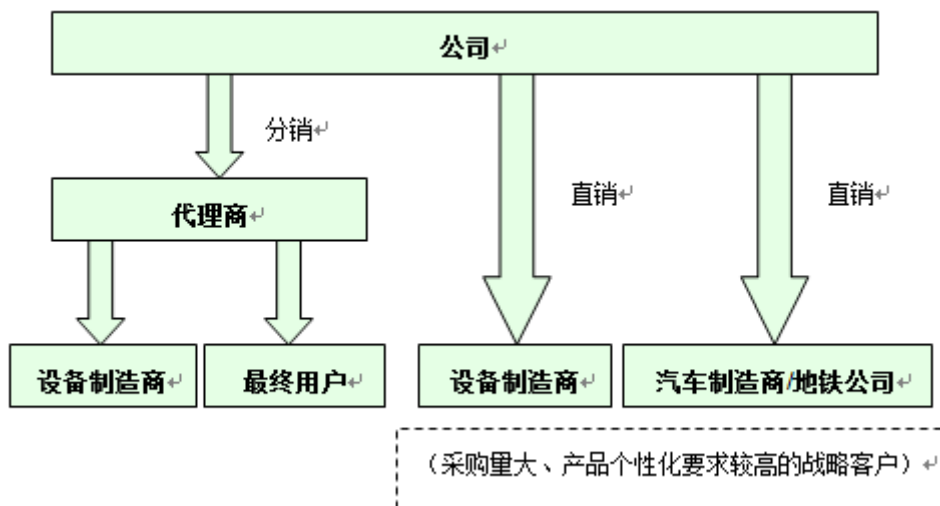 公司
分销
直销
直销
代理商
设备制造商
最终用户
设备制造商
汽车制造商/地铁公司
（采购量大、产品个性化要求较高的战略客户）